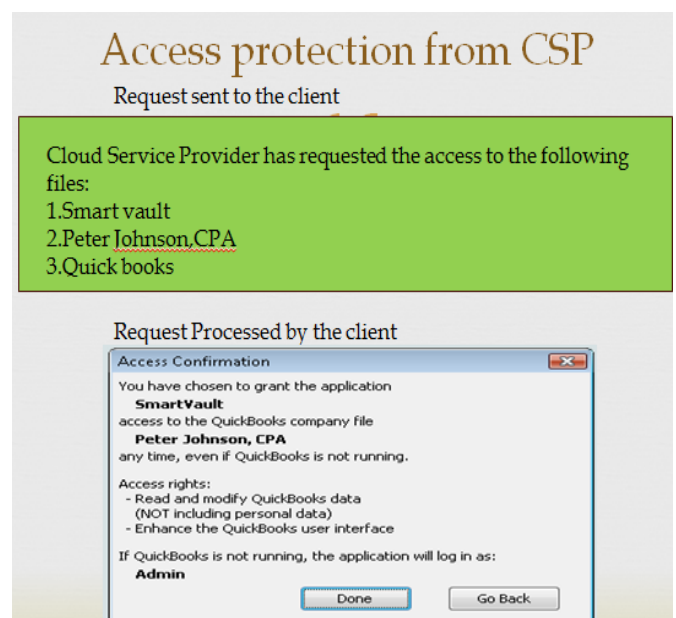 Access protection from CSP
Request sent to the client
Cloud Service Provider has requested the access to the following
files:
1.Smart vault
2.Peter Johnson,CPA
3.Quick books
Request Processed by the client
Access Confirmation
You have chosen to grant the application
SmartVault
access to the QuickBooks company file
Peter Johnson, CPA
any time, even if QuickBooks is not running.
Access rights:
- Read and modify QuickBooks data
(NOT including personal data)
- Enhance the QuickBooks user interface
If QuickBooks is not running, the application will log in as:
Admin
Done Go Back